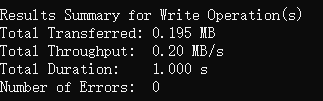 Results Summary for Write Operation(s)
Total Transferred: 0.195 MB
Total Throughput:  0.20 MB/s
Total Duration:    1.000 s
Number of Errors:  0